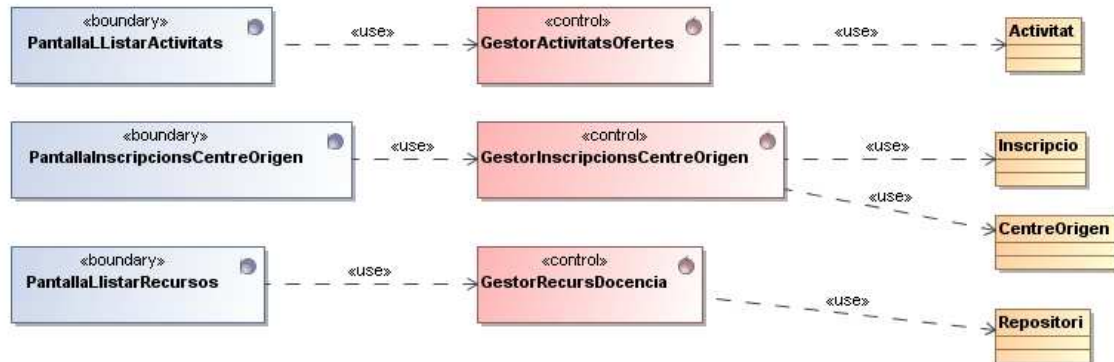 «boundary»
PantallaLListarActivitats
«use»
«control»
GestorActivitatsOfertes
«use»
Activitat
«boundary»
PantallaInscripcionsCentreOrigen
«use»
«control»
GestorInscripcionsCentreOrigen
«use»
Inscripcio
«use»
CentreOrigen
«boundary»
PantallaLlistarRecursos
«use»
«control»
GestorRecursDocencia
«use»
Repositori